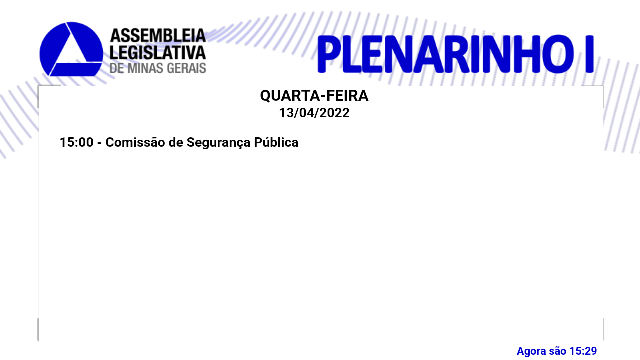 ASSEMBLEIA
LEGISLATIVA
DE MINAS GERAIS
PLENARINHO I
QUARTA-FEIRA
13/04/2022
15:00 - Comissão de Segurança Pública
Agora são 15:29